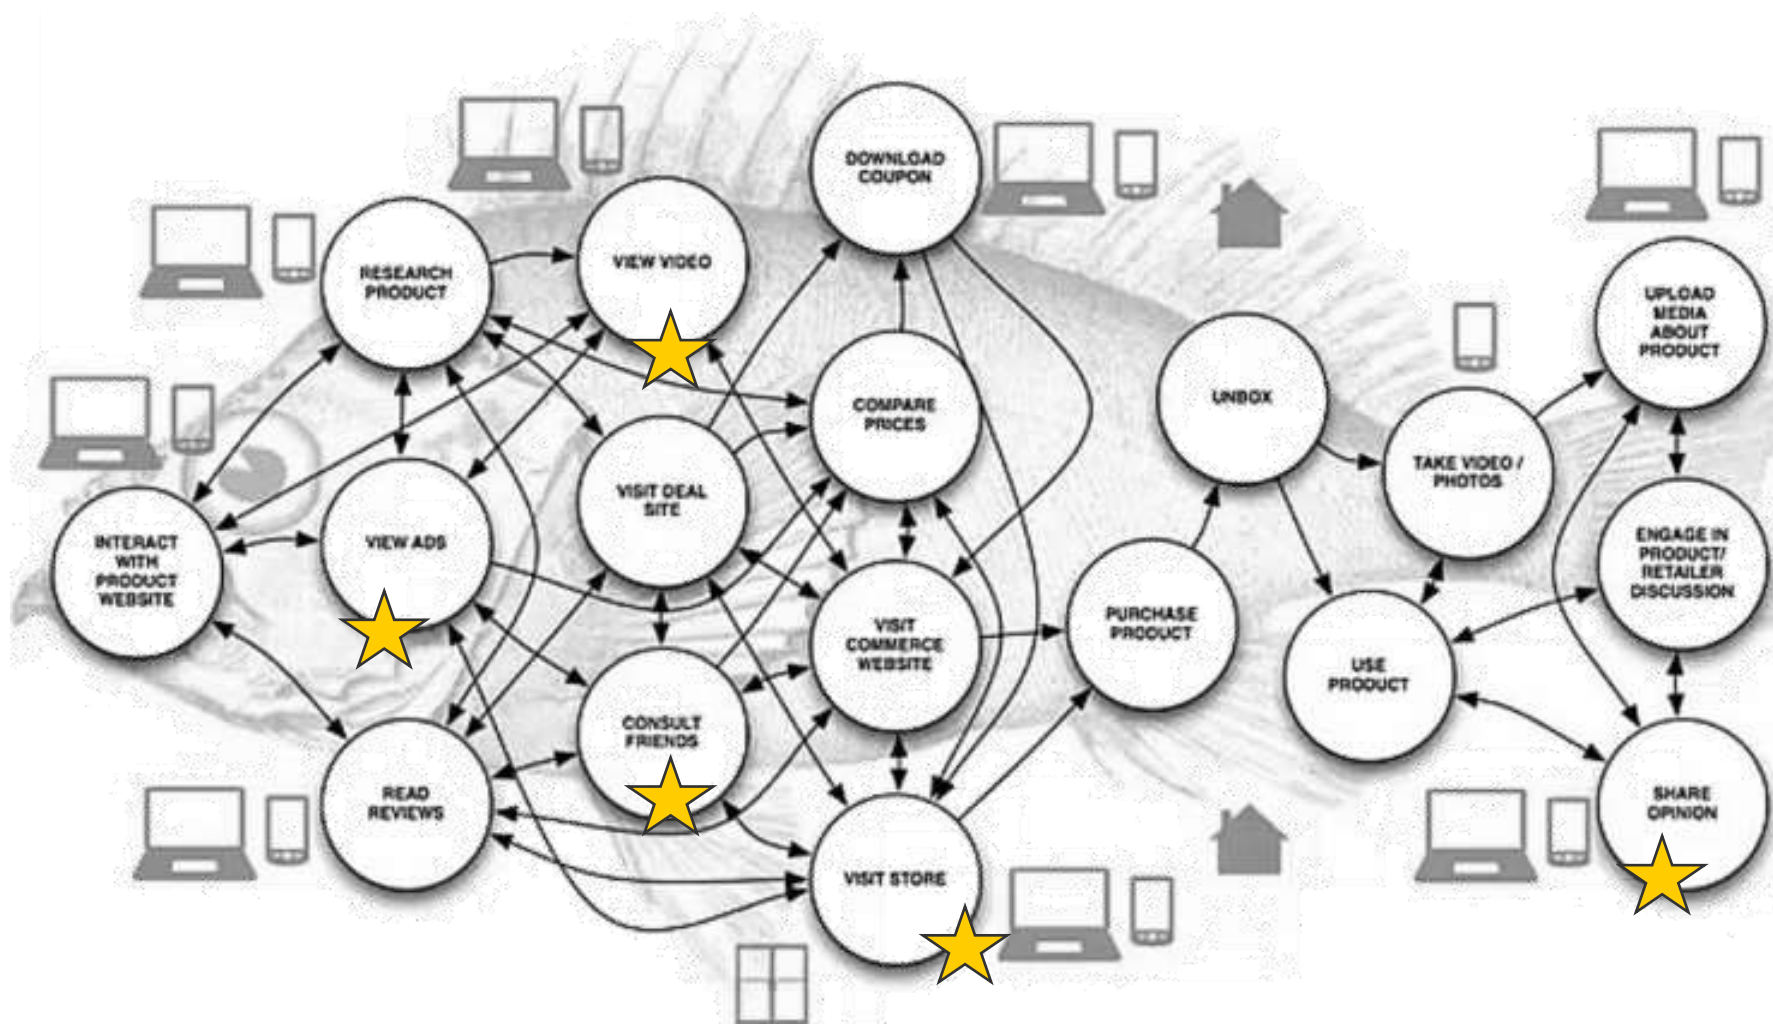 DOWNLOAD
COUPON
RESEARCH
PRODUCT
VIEW VIDEO
UPLOAD
MEDIA
ABOUT
PRODUCT
COMPARE
PRICES
UNBOX
TAKE VIDEO /
PHOTOS
VISIT DEAL
SITE
INTERACT
WITH
PRODUCT
WEBSITE
VIEW ADS
ENGAGE IN
PRODUCT/
RETAILER
DISCUSSION
VISIT
COMMERCE
WEBSITE
PURCHASE
PRODUCT
USE
PRODUCT
CONSULT
FRIENDS
READ
REVIEWS
SHARE
OPINION
VISIT STORE